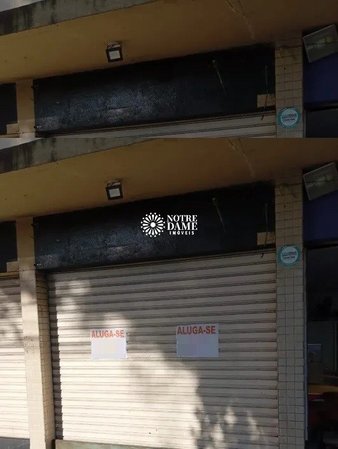 NOTRE
DAME
IMÓVEIS
ALUGA-SE
ALUGA-SE